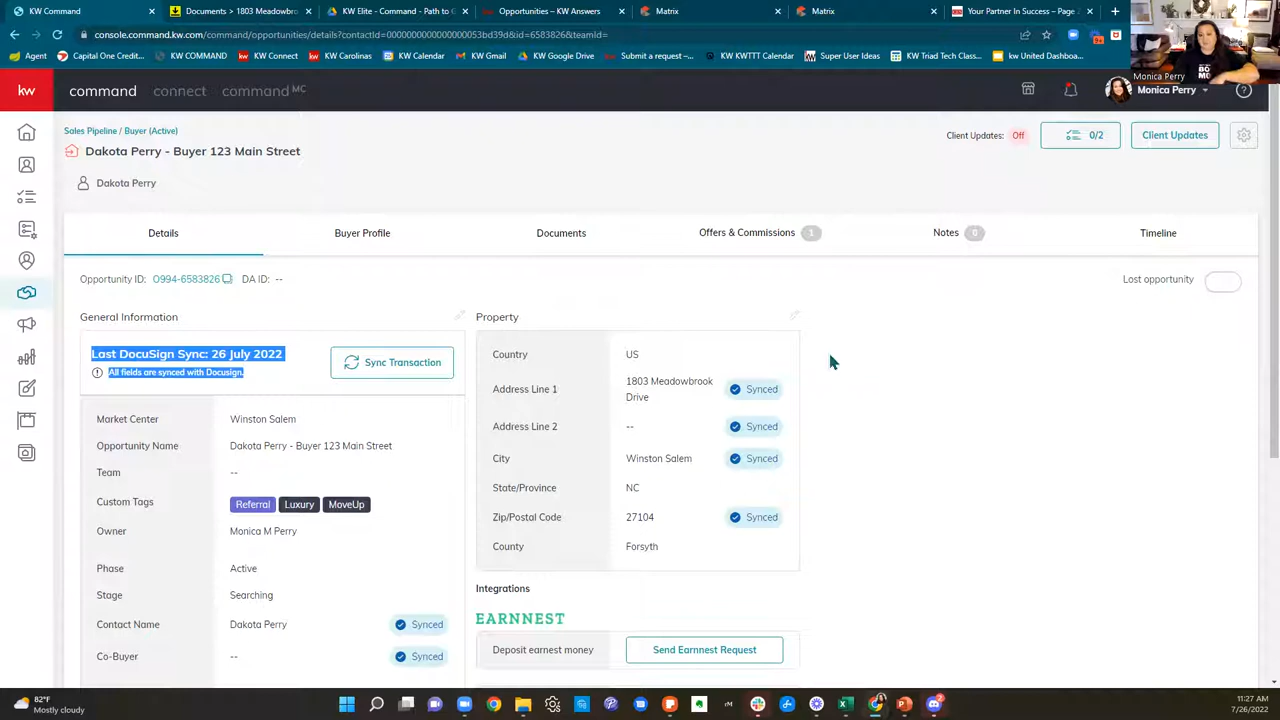 KW Command
Documents > 1803 Meadowbro
KW Elite - Command - Path to G
Opportunities – KW Answers
Matrix
Matrix
Your Partner In Success – Page
console.command.kw.com/command/opportunities/details?contactId=0000000000000000053bd39d&id=6583826&teamId=
Agent
Capital One Credit...
KW COMMAND
KW Connect
KW Carolinas
KW Gmail
KW Google Drive
Submit a request –...
KW KWTTT Calendar
Super User Ideas
KW Triad Tech Class...
kw United Dashboa...
Monica Perry
kw
command
connect
command MC
Monica Perry
Sales Pipeline / Buyer (Active)
Dakota Perry - Buyer 123 Main Street
Client Updates: Off
0/2
Client Updates
Dakota Perry
Details
Buyer Profile
Documents
Offers & Commissions 1
Notes 0
Timeline
Opportunity ID: O994-6583826
DA ID: --
Lost opportunity
General Information
Property
Last DocuSign Sync: 26 July 2022
All fields are synced with Docusign.
Sync Transaction
Market Center Winston Salem
Opportunity Name Dakota Perry - Buyer 123 Main Street
Team --
Custom Tags Referral Luxury MoveUp
Owner Monica M Perry
Phase Active
Stage Searching
Contact Name Dakota Perry Synced
Co-Buyer -- Synced
Country US
Address Line 1 1803 Meadowbrook Drive Synced
Address Line 2 -- Synced
City Winston Salem Synced
State/Province NC
Zip/Postal Code 27104 Synced
County Forsyth
Integrations
EARNNEST
Deposit earnest money
Send Earnnest Request
82°F
Mostly cloudy
11:27 AM
7/26/2022